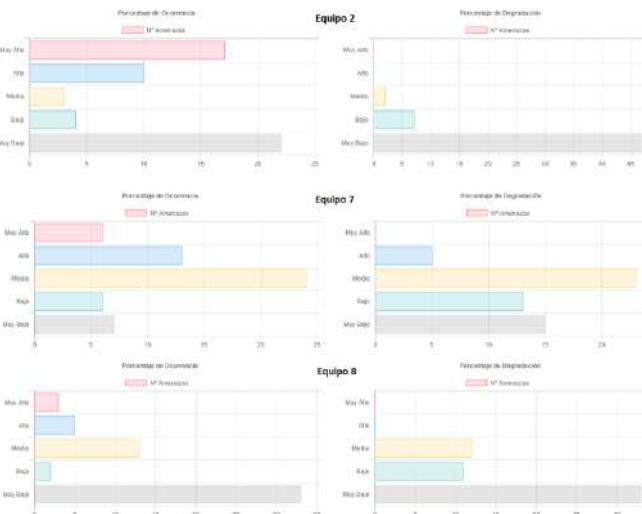 Equipo 2
Porcentaje de Ocurrencia
Nº Amenazas
Muy Alta
Alta
Media
Baja
Muy Baja
0 5 10 15 20 25
Porcentaje de Degradación
Nº Amenazas
Muy Alto
Alto
Medio
Bajo
Muy Bajo
0 5 10 15 20 25 30 35 40 45
Equipo 7
Porcentaje de Ocurrencia
Nº Amenazas
Muy Alta
Alta
Media
Baja
Muy Baja
0 5 10 15 20 25
Porcentaje de Degradación
Nº Amenazas
Muy Alto
Alto
Medio
Bajo
Muy Bajo
0 5 10 15 20
Equipo 8
Porcentaje de Ocurrencia
Nº Amenazas
Muy Alta
Alta
Media
Baja
Muy Baja
Porcentaje de Degradación
Nº Amenazas
Muy Alto
Alto
Medio
Bajo
Muy Bajo